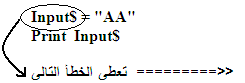 Input$ = "AA"
Print Input$
تعطى الخطأ التالى =========>>